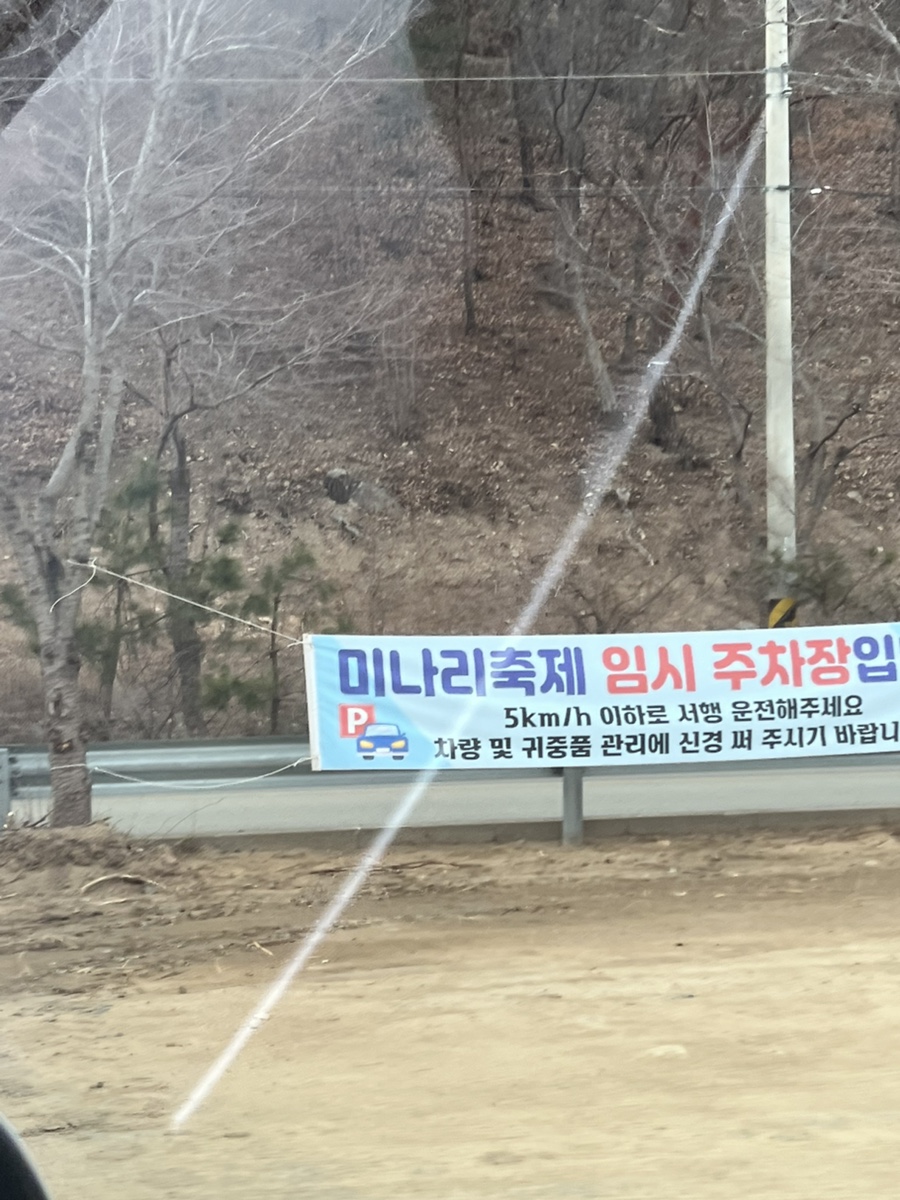 미나리축제 임시 주차장입
P
5km/h 이하로 서행 운전해주세요
차량 및 귀중품 관리에 신경 써 주시기 바랍니